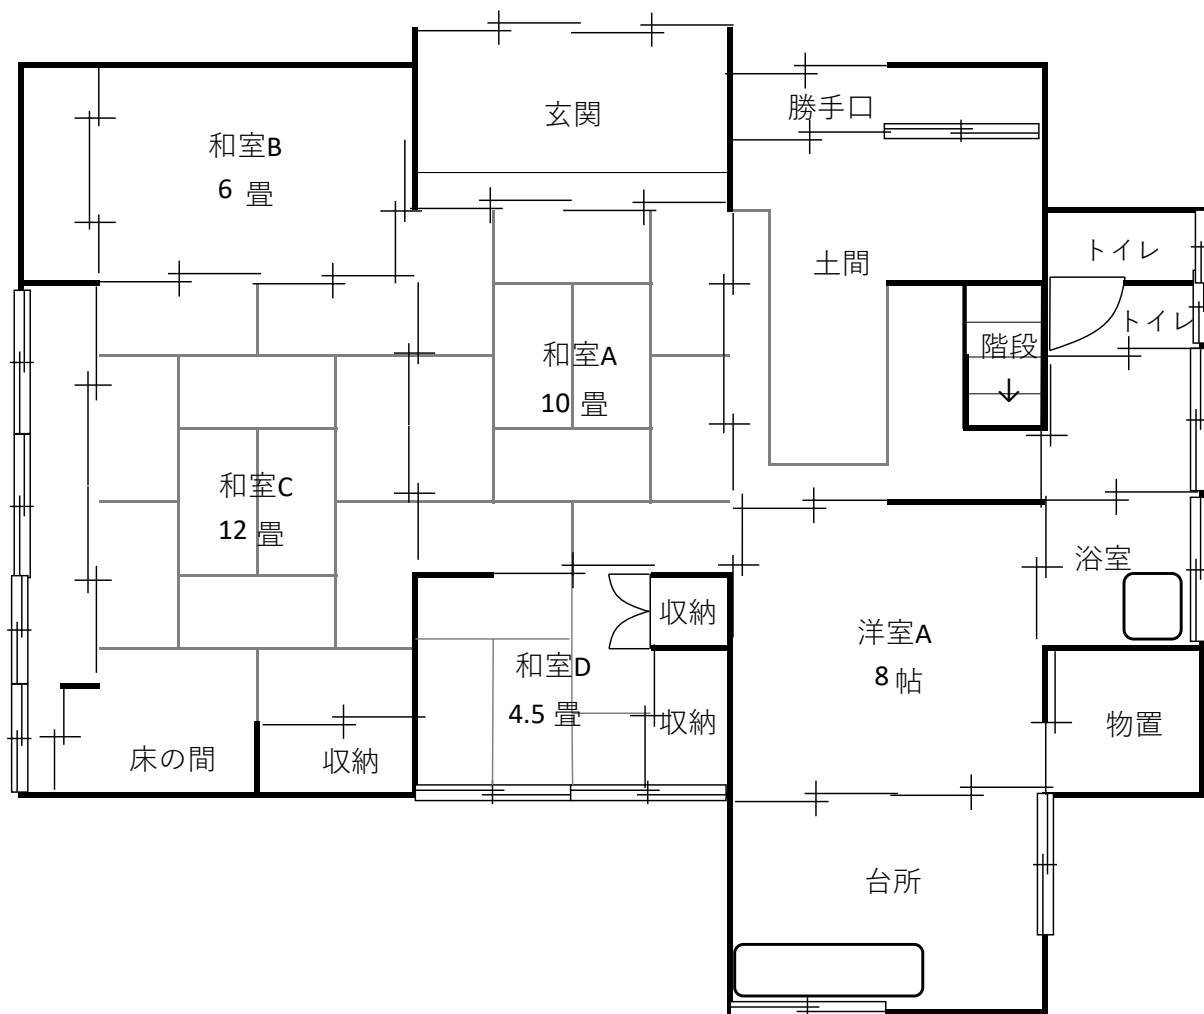 玄関
勝手口
和室B
6 畳
土間
トイレ
トイレ
階段
和室A
10 畳
和室C
12 畳
浴室
収納
洋室A
8 帖
和室D
4.5 畳
収納
物置
床の間
収納
台所